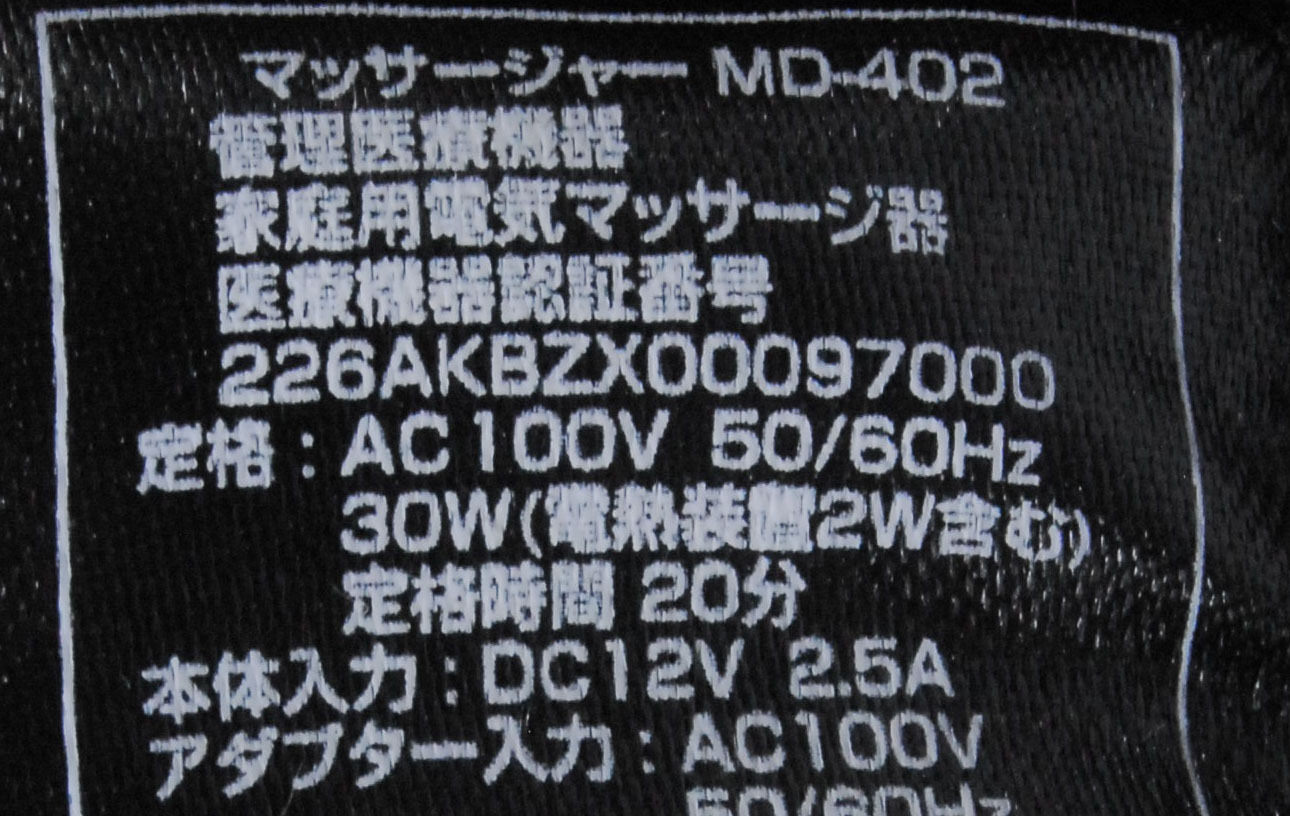 マッサージャー MD-402
管理医療機器
家庭用電気マッサージ器
医療機器認証番号
226AKBZX00097000
定格：AC100V 50/60Hz
30W(電熱装置2W含む)
定格時間 20分
本体入力：DC12V 2.5A
アダプター入力：AC100V
50/60Hz